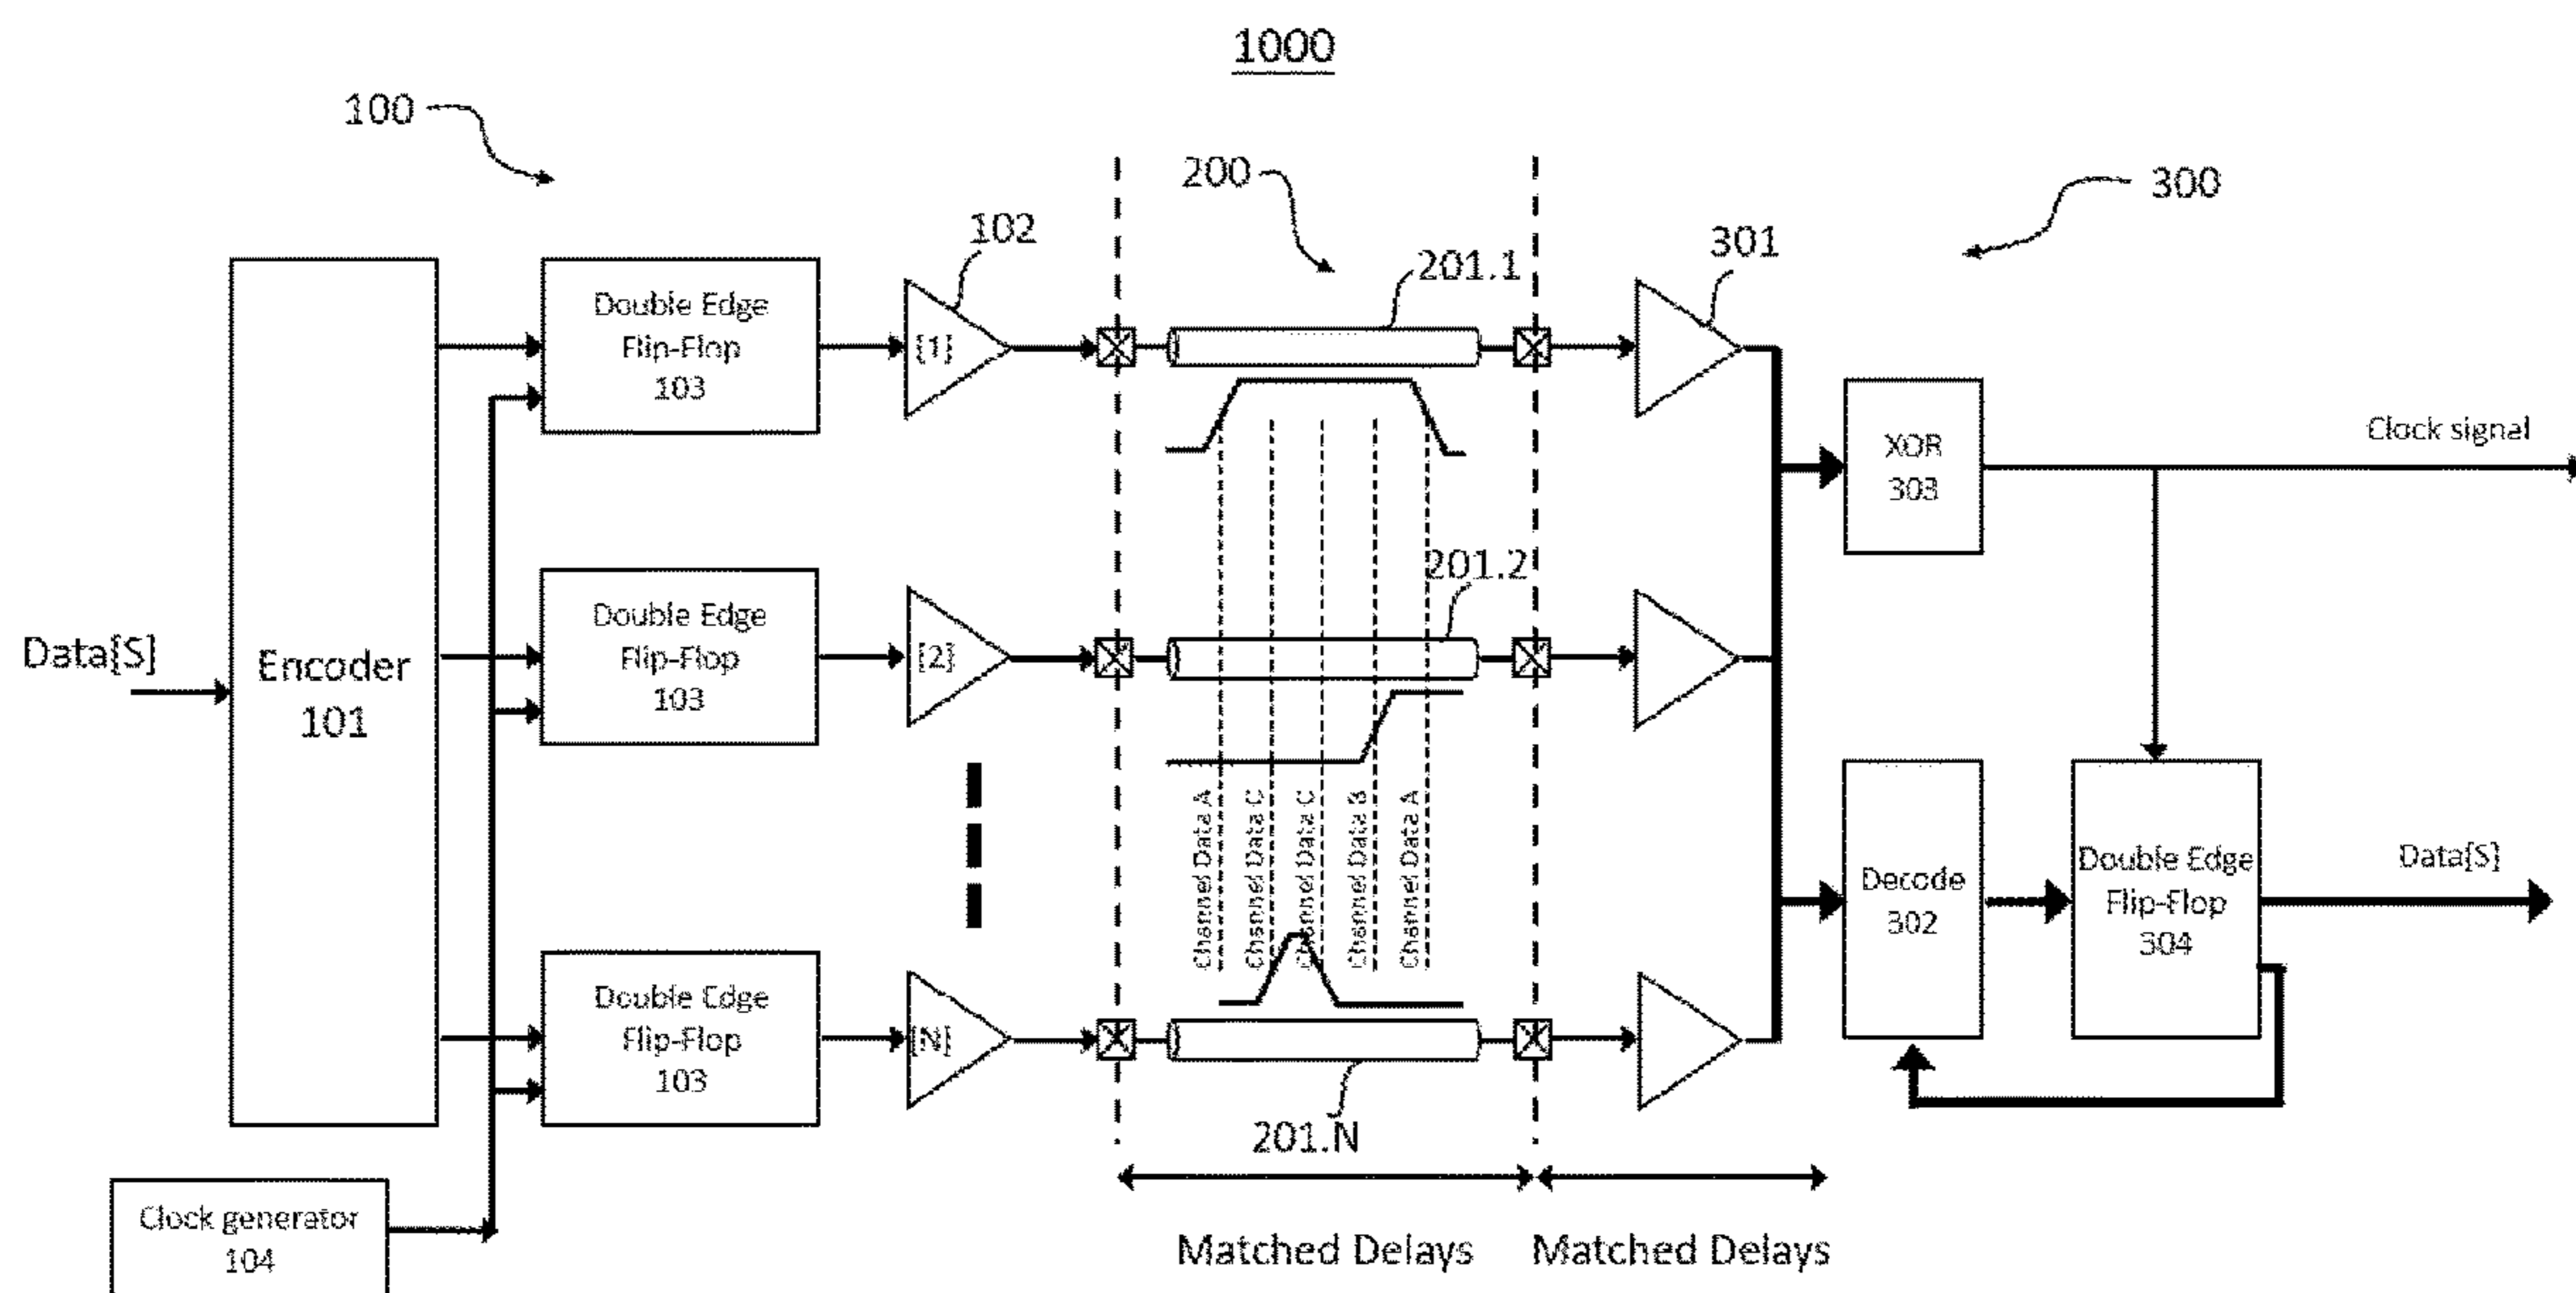 1000
100
200
300
102
201.1
301
Double Edge
Flip-Flop
103
[1]
XOR
303
Clock signal
201.2
Data[S]
Encoder
101
Double Edge
Flip-Flop
103
[2]
Channel Data A
Channel Data C
Channel Data C
Channel Data B
Channel Data A
Decode
302
Double Edge
Flip-Flop
304
Data[S]
Double Edge
Flip-Flop
103
[N]
201.N
Clock generator
104
Matched Delays
Matched Delays